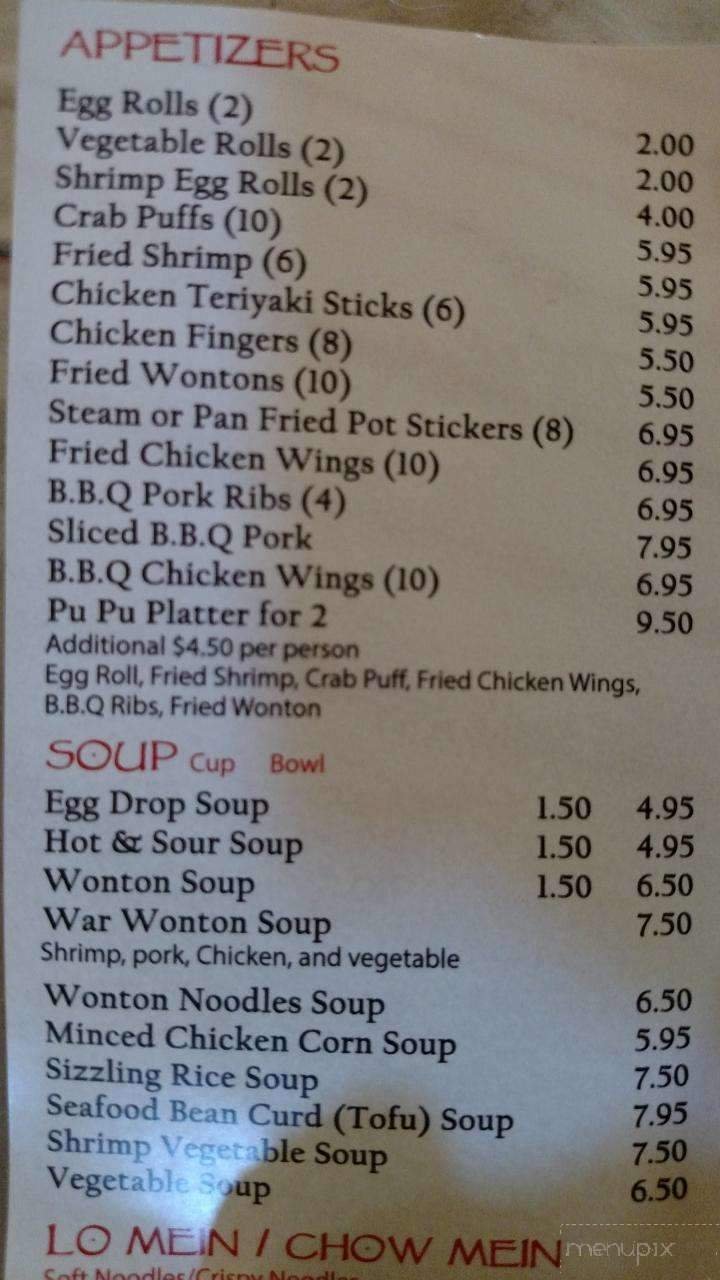 APPETIZERS
Egg Rolls (2) 2.00
Vegetable Rolls (2) 2.00
Shrimp Egg Rolls (2) 4.00
Crab Puffs (10) 5.95
Fried Shrimp (6) 5.95
Chicken Teriyaki Sticks (6) 5.95
Chicken Fingers (8) 5.50
Fried Wontons (10) 5.50
Steam or Pan Fried Pot Stickers (8) 6.95
Fried Chicken Wings (10) 6.95
B.B.Q Pork Ribs (4) 6.95
Sliced B.B.Q Pork 7.95
B.B.Q Chicken Wings (10) 6.95
Pu Pu Platter for 2 9.50
Additional $4.50 per person
Egg Roll, Fried Shrimp, Crab Puff, Fried Chicken Wings,
B.B.Q Ribs, Fried Wonton
SOUP Cup Bowl
Egg Drop Soup 1.50 4.95
Hot & Sour Soup 1.50 4.95
Wonton Soup 1.50 6.50
War Wonton Soup 7.50
Shrimp, pork, Chicken, and vegetable
Wonton Noodles Soup 6.50
Minced Chicken Corn Soup 5.95
Sizzling Rice Soup 7.50
Seafood Bean Curd (Tofu) Soup 7.95
Shrimp Vegetable Soup 7.50
Vegetable Soup 6.50
LO MEIN / CHOW MEIN
menupix
Soft Noodles/Crispy Noodles